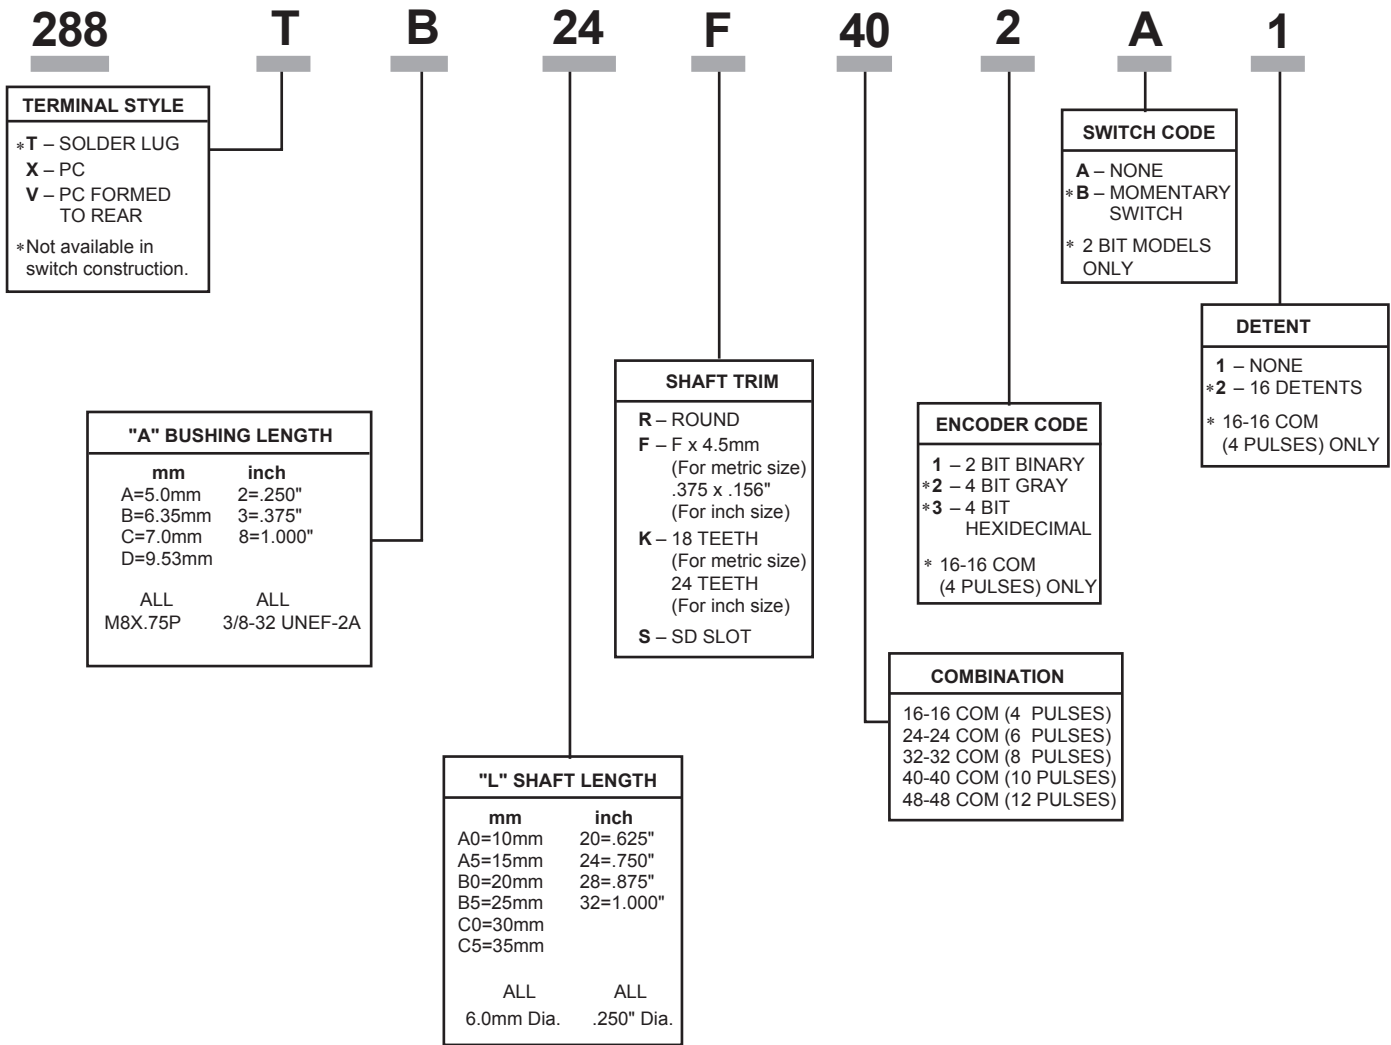 288 T B 24 F 40 2 A 1
TERMINAL STYLE
*T – SOLDER LUG
X – PC
V – PC FORMED
TO REAR
*Not available in
switch construction.
"A" BUSHING LENGTH
mm inch
A=5.0mm 2=.250"
B=6.35mm 3=.375"
C=7.0mm 8=1.000"
D=9.53mm
ALL ALL
M8X.75P 3/8-32 UNEF-2A
"L" SHAFT LENGTH
mm inch
A0=10mm 20=.625"
A5=15mm 24=.750"
B0=20mm 28=.875"
B5=25mm 32=1.000"
C0=30mm
C5=35mm
ALL ALL
6.0mm Dia. .250" Dia.
SHAFT TRIM
R – ROUND
F – F x 4.5mm
(For metric size)
.375 x .156"
(For inch size)
K – 18 TEETH
(For metric size)
24 TEETH
(For inch size)
S – SD SLOT
COMBINATION
16-16 COM (4 PULSES)
24-24 COM (6 PULSES)
32-32 COM (8 PULSES)
40-40 COM (10 PULSES)
48-48 COM (12 PULSES)
ENCODER CODE
1 – 2 BIT BINARY
*2 – 4 BIT GRAY
*3 – 4 BIT
HEXIDECIMAL
* 16-16 COM
(4 PULSES) ONLY
SWITCH CODE
A – NONE
*B – MOMENTARY
SWITCH
* 2 BIT MODELS
ONLY
DETENT
1 – NONE
*2 – 16 DETENTS
* 16-16 COM
(4 PULSES) ONLY